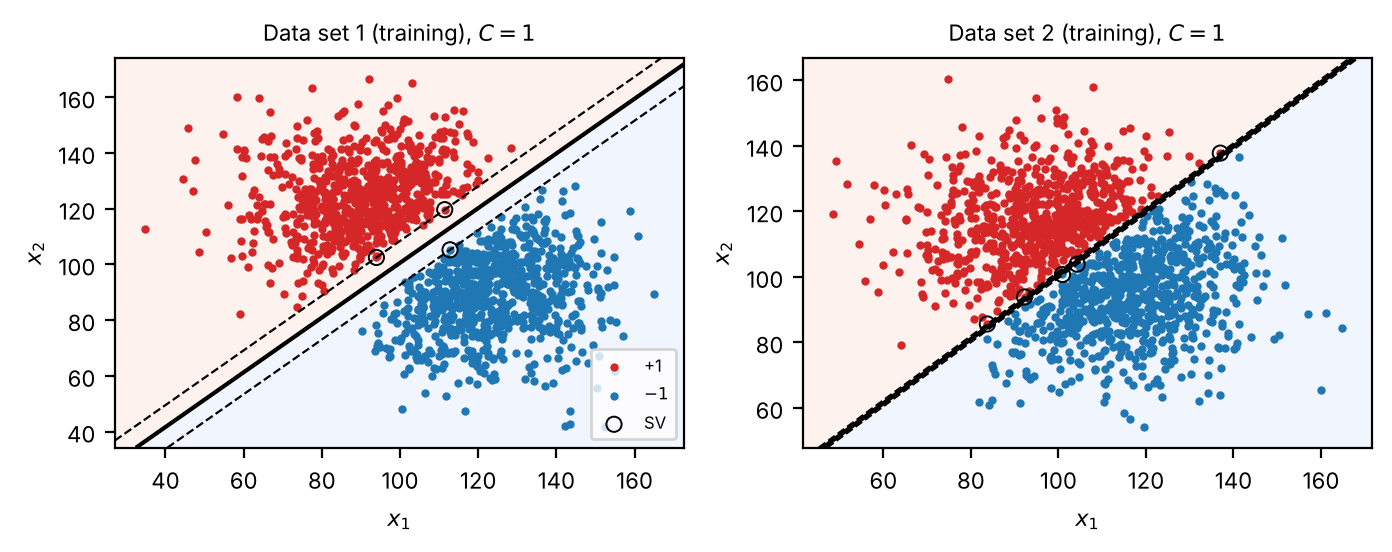 Data set 1 (training), C = 1
x₂
160
140
120
100
80
60
40
40 60 80 100 120 140 160
x₁
+1
−1
SV
Data set 2 (training), C = 1
x₂
160
140
120
100
80
60
60 80 100 120 140 160
x₁